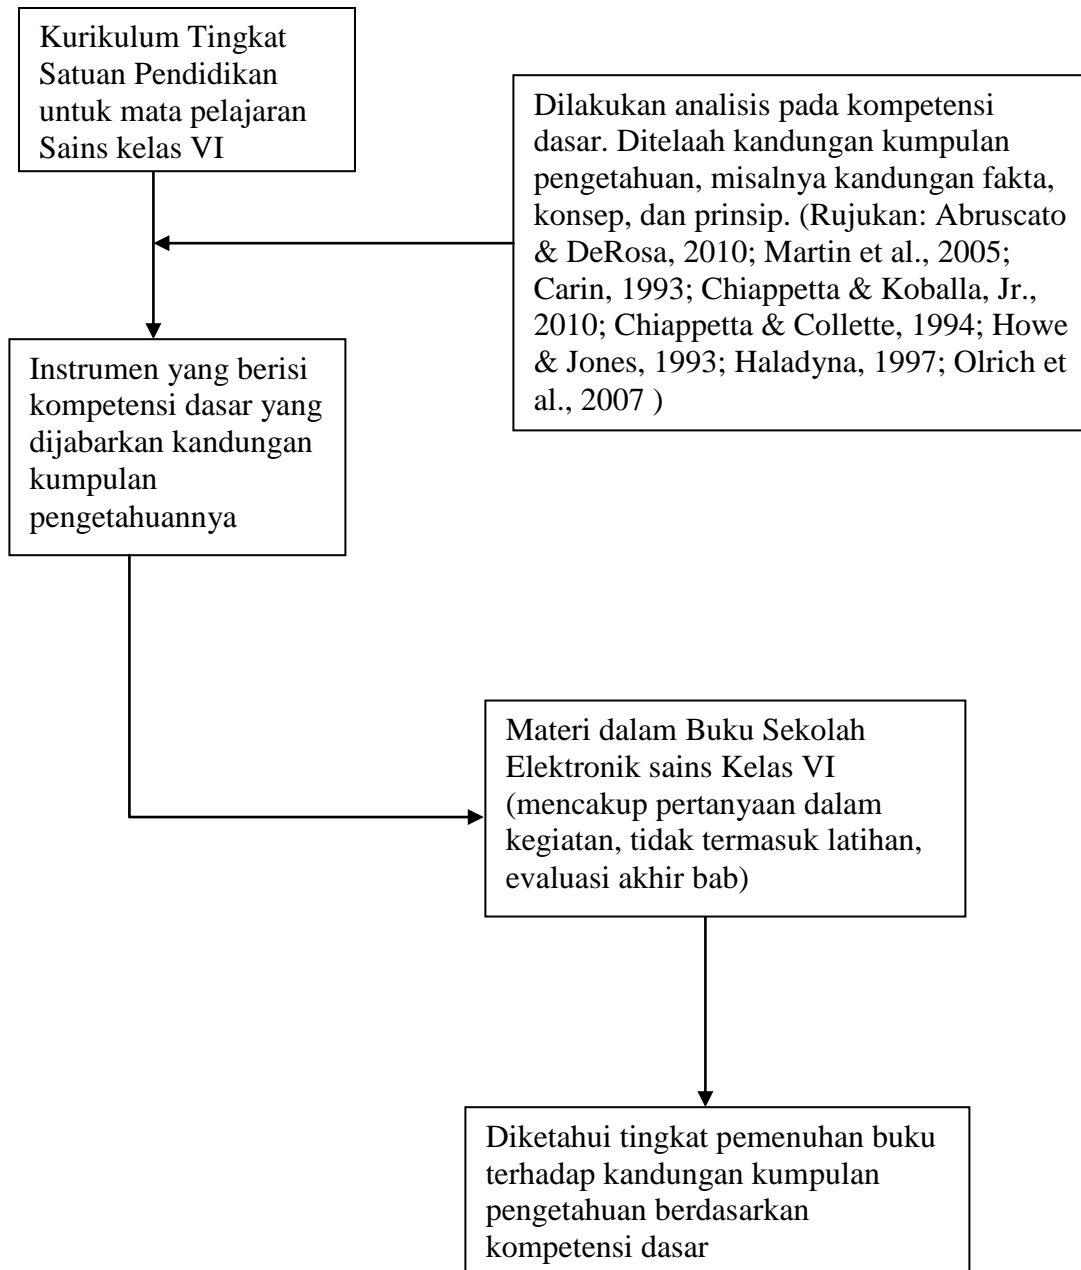 Kurikulum Tingkat
Satuan Pendidikan
untuk mata pelajaran
Sains kelas VI
Dilakukan analisis pada kompetensi
dasar. Ditelaah kandungan kumpulan
pengetahuan, misalnya kandungan fakta,
konsep, dan prinsip. (Rujukan: Abruscato
& DeRosa, 2010; Martin et al., 2005;
Carin, 1993; Chiappetta & Koballa, Jr.,
2010; Chiappetta & Collette, 1994; Howe
& Jones, 1993; Haladyna, 1997; Olrich et
al., 2007 )
Instrumen yang berisi
kompetensi dasar yang
dijabarkan kandungan
kumpulan
pengetahuannya
Materi dalam Buku Sekolah
Elektronik sains Kelas VI
(mencakup pertanyaan dalam
kegiatan, tidak termasuk latihan,
evaluasi akhir bab)
Diketahui tingkat pemenuhan buku
terhadap kandungan kumpulan
pengetahuan berdasarkan
kompetensi dasar